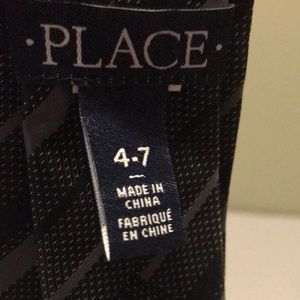 ·PLACE·
4-7
MADE IN
CHINA
FABRIQUÉ
EN CHINE